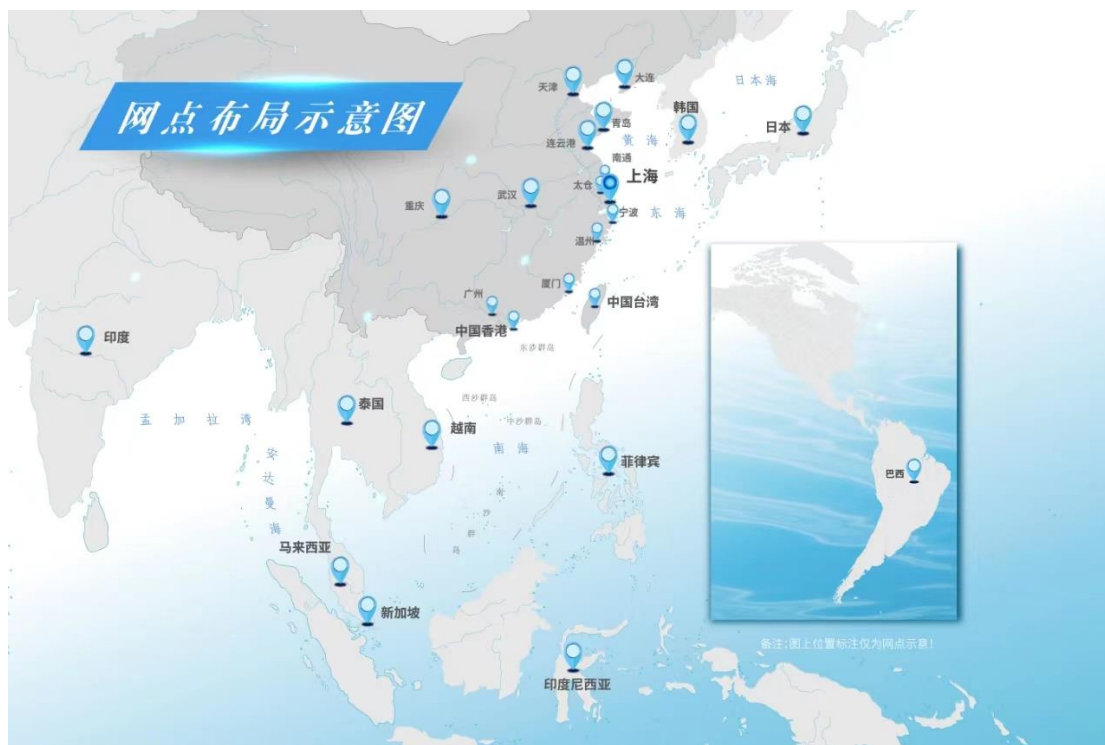 网点布局示意图
天津
大连
日本海
韩国
日本
青岛
连云港
黄海
南通
上海
太仓
武汉
重庆
宁波
东海
温州
厦门
广州
中国台湾
中国香港
东沙群岛
印度
西沙群岛
泰国
中沙群岛
孟加拉湾
越南
南海
安达曼海
菲律宾
南沙群岛
巴西
马来西亚
新加坡
备注:图上位置标注仅为网点示意!
印度尼西亚